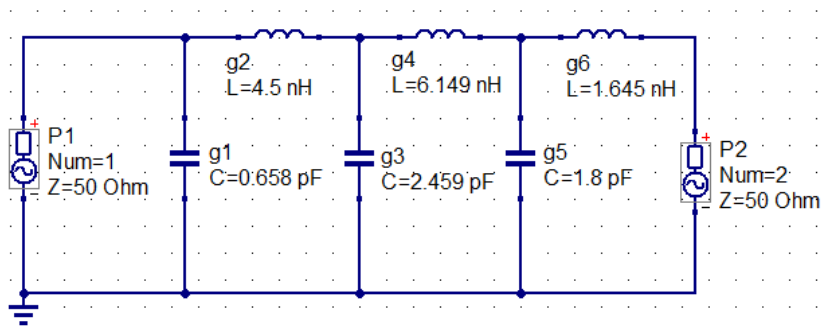 g2
L=4.5 nH
g4
L=6.149 nH
g6
L=1.645 nH
+
P1
Num=1
Z=50 Ohm
-
g1
C=0.658 pF
g3
C=2.459 pF
g5
C=1.8 pF
+
P2
Num=2
Z=50 Ohm
-